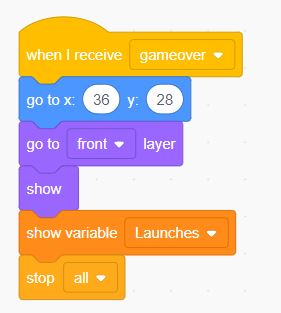 when I receive gameover
go to x: 36 y: 28
go to front layer
show
show variable Launches
stop all